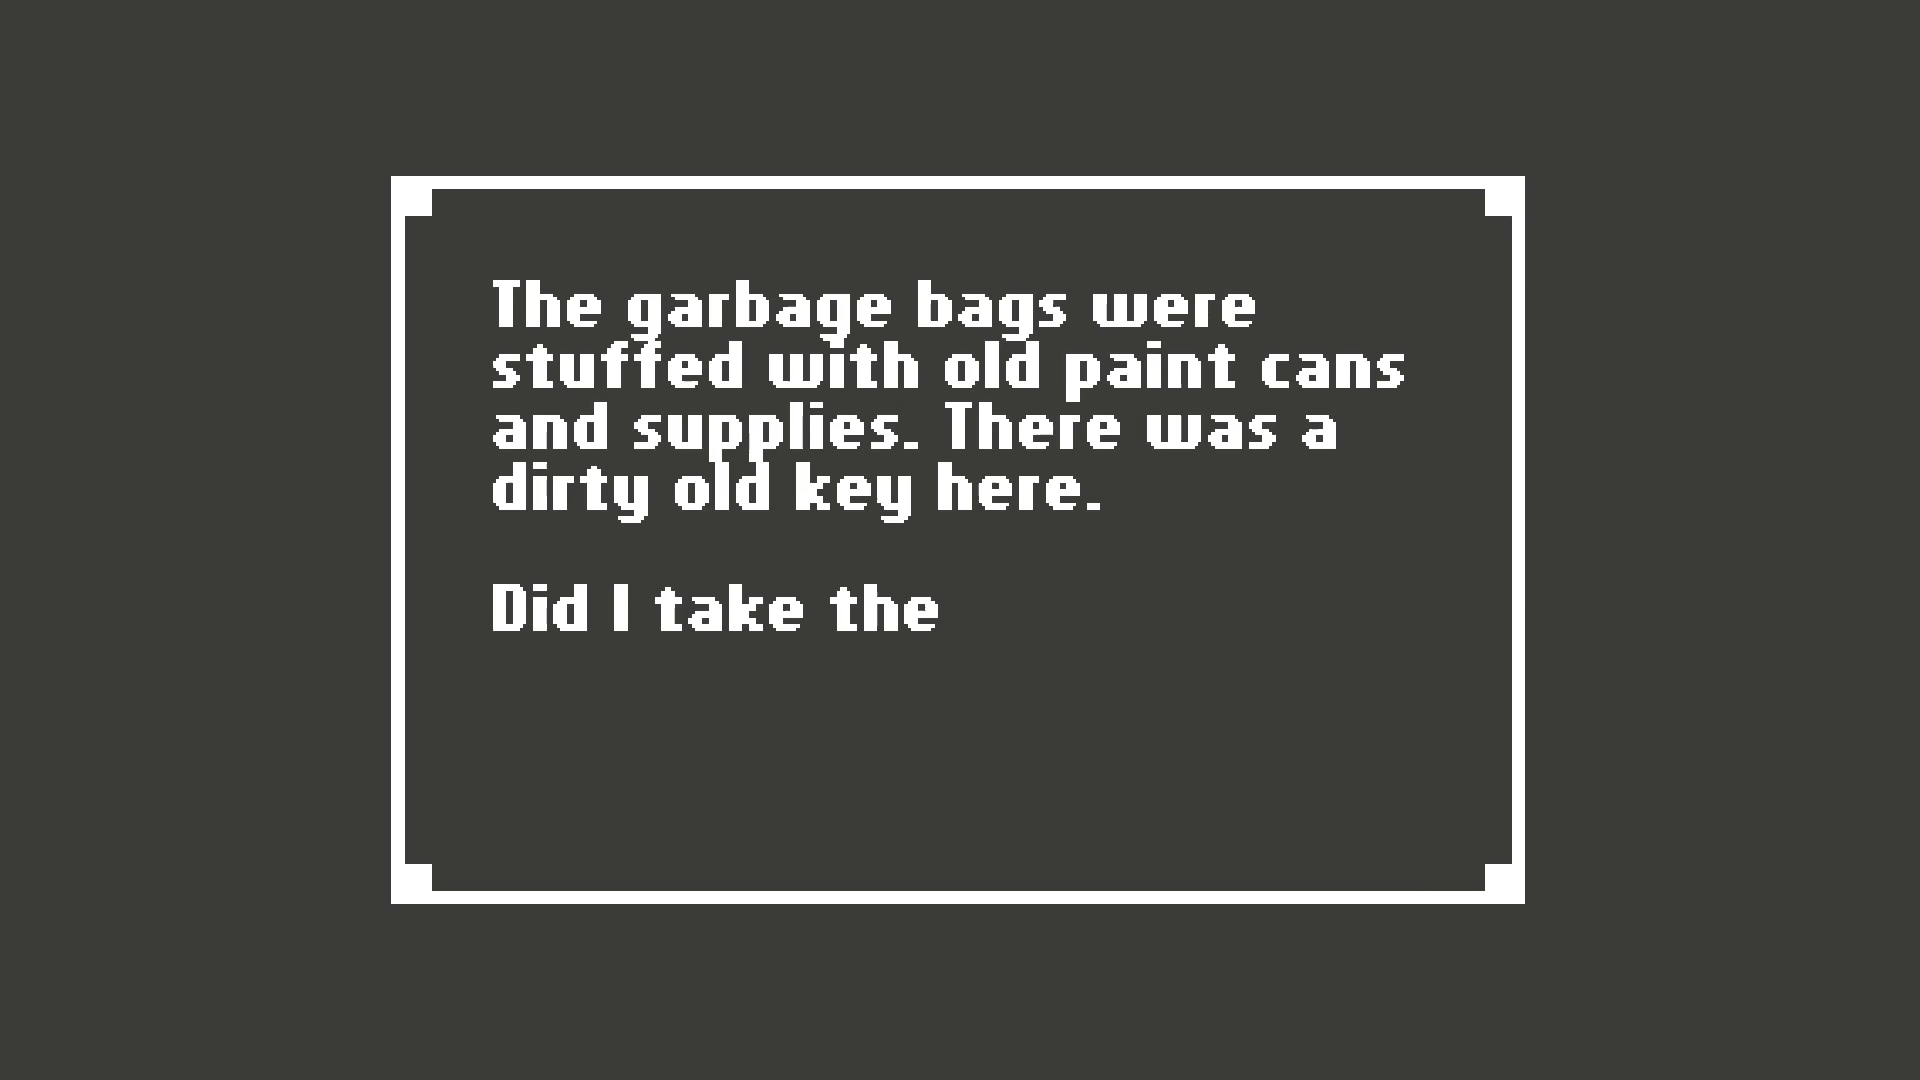 The garbage bags were
stuffed with old paint cans
and supplies. There was a
dirty old key here.
Did I take the